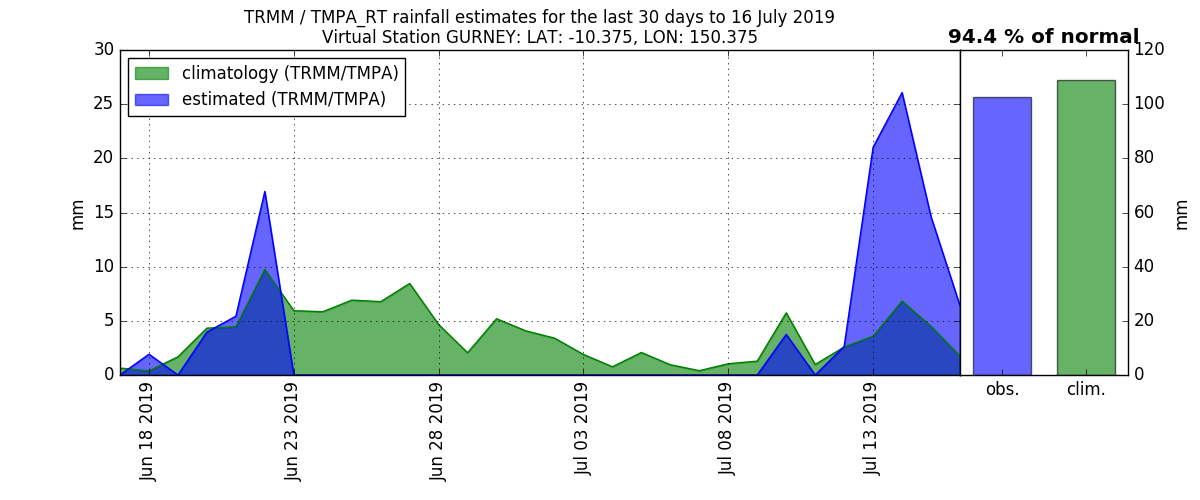 TRMM / TMPA_RT rainfall estimates for the last 30 days to 16 July 2019
Virtual Station GURNEY: LAT: -10.375, LON: 150.375
94.4 % of normal
climatology (TRMM/TMPA)
estimated (TRMM/TMPA)
30
25
20
15
10
5
0
mm
Jun 18 2019
Jun 23 2019
Jun 28 2019
Jul 03 2019
Jul 08 2019
Jul 13 2019
obs.
clim.
120
100
80
60
40
20
0
mm